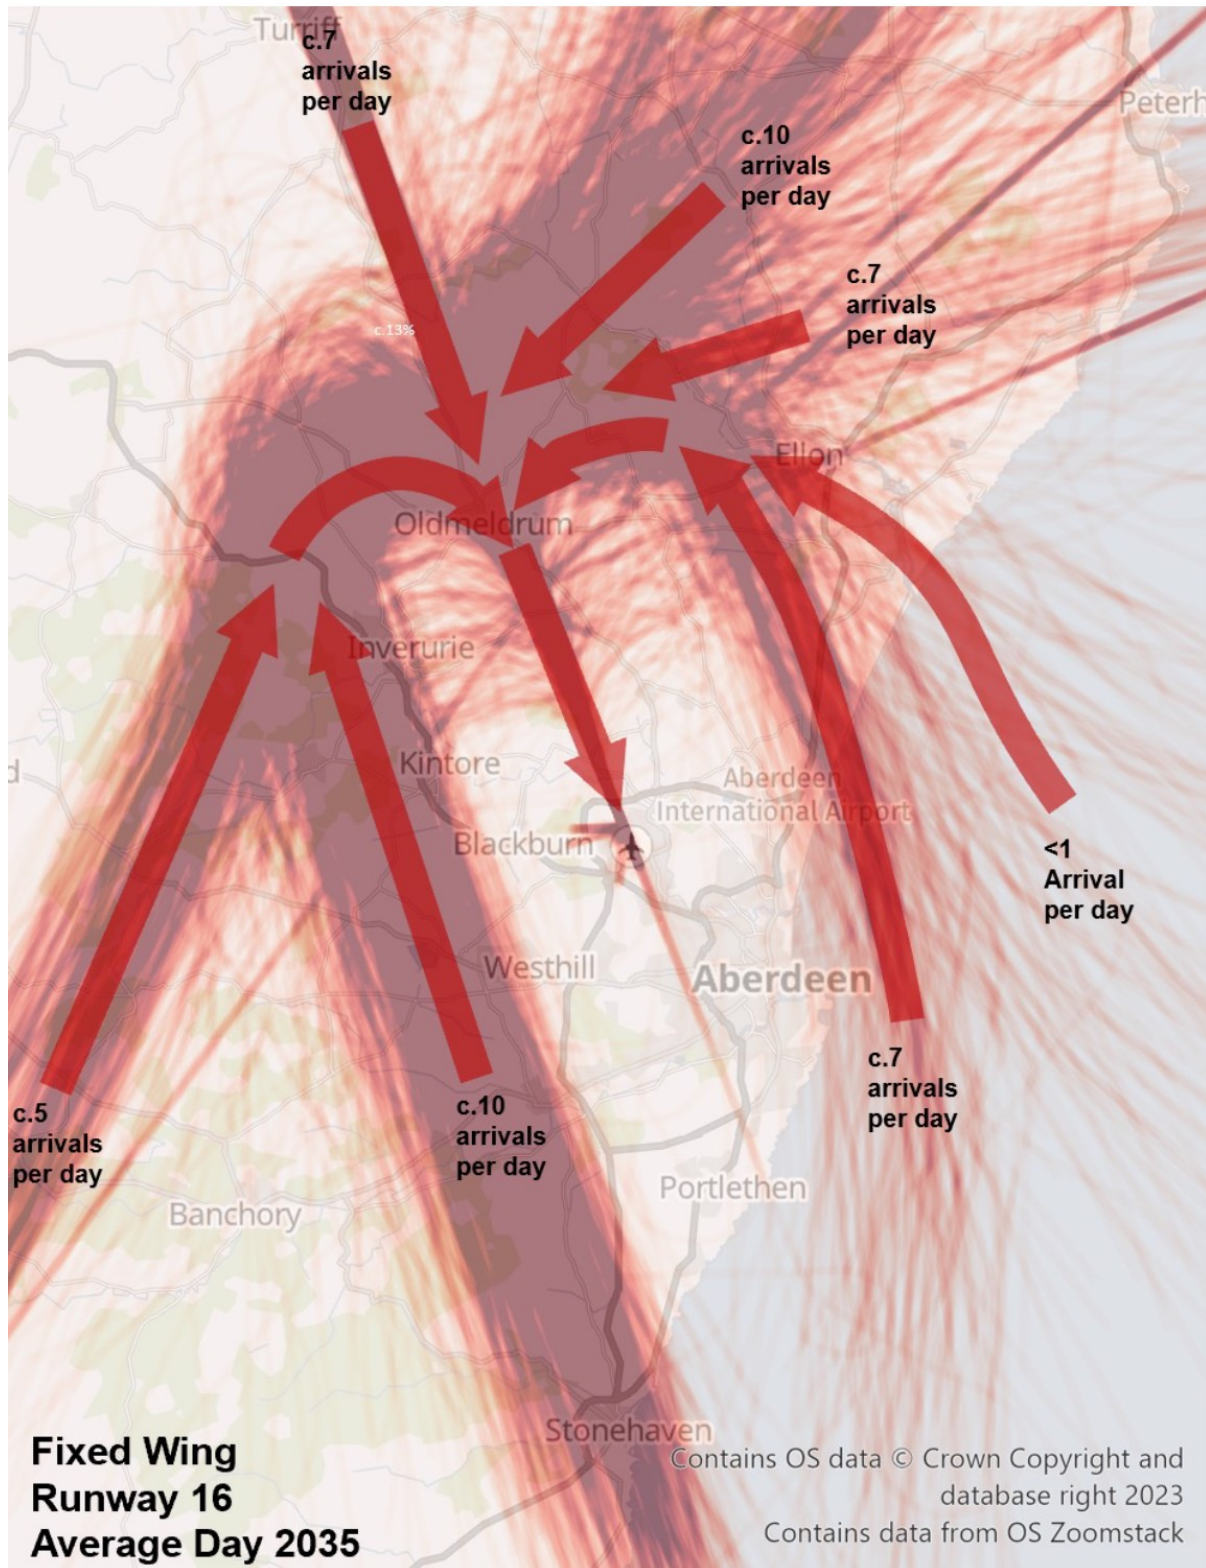 Turriff
c.7
arrivals
per day
Peterh
c.10
arrivals
per day
c.7
arrivals
per day
c.13%
Ellon
Oldmeldrum
Inverurie
Kintore
d
Aberdeen
International Airport
Blackburn
<1
Arrival
per day
Westhill
Aberdeen
c.7
arrivals
per day
c.5
arrivals
per day
c.10
arrivals
per day
Banchory
Portlethen
Stonehaven
Fixed Wing
Runway 16
Average Day 2035
Contains OS data © Crown Copyright and
database right 2023
Contains data from OS Zoomstack